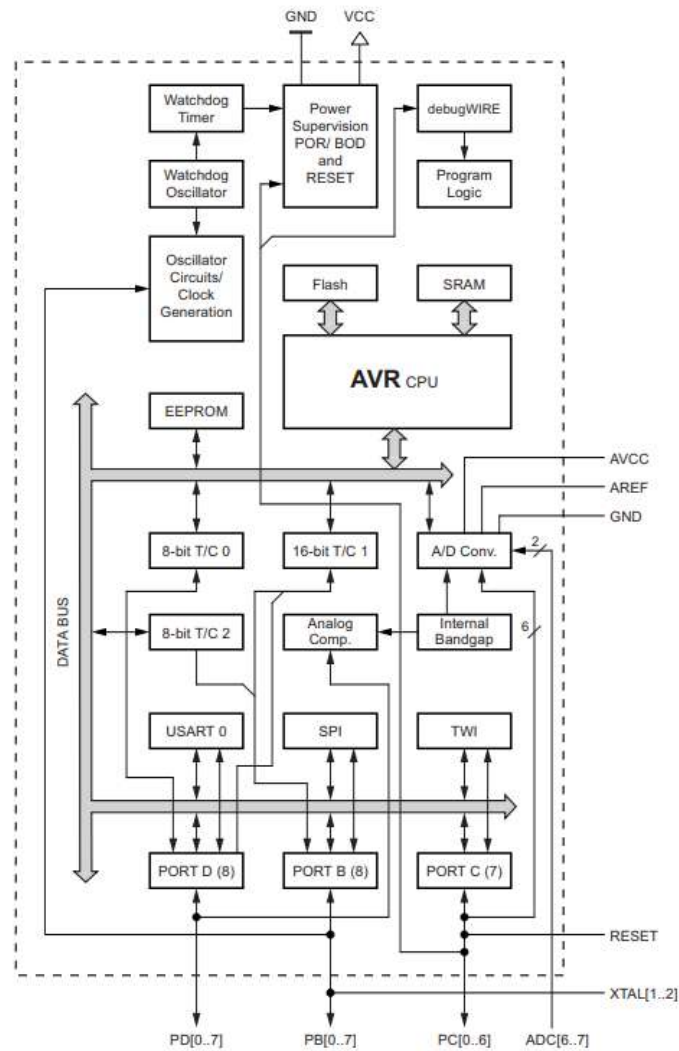 GND
VCC
Watchdog
Timer
Power
Supervision
POR/ BOD
and
RESET
debugWIRE
Watchdog
Oscillator
Program
Logic
Oscillator
Circuits/
Clock
Generation
Flash
SRAM
AVR CPU
EEPROM
AVCC
AREF
GND
8-bit T/C 0
16-bit T/C 1
A/D Conv.
2
DATA BUS
8-bit T/C 2
Analog
Comp.
Internal
Bandgap
6
USART 0
SPI
TWI
PORT D (8)
PORT B (8)
PORT C (7)
RESET
XTAL[1..2]
PD[0..7]
PB[0..7]
PC[0..6]
ADC[6..7]